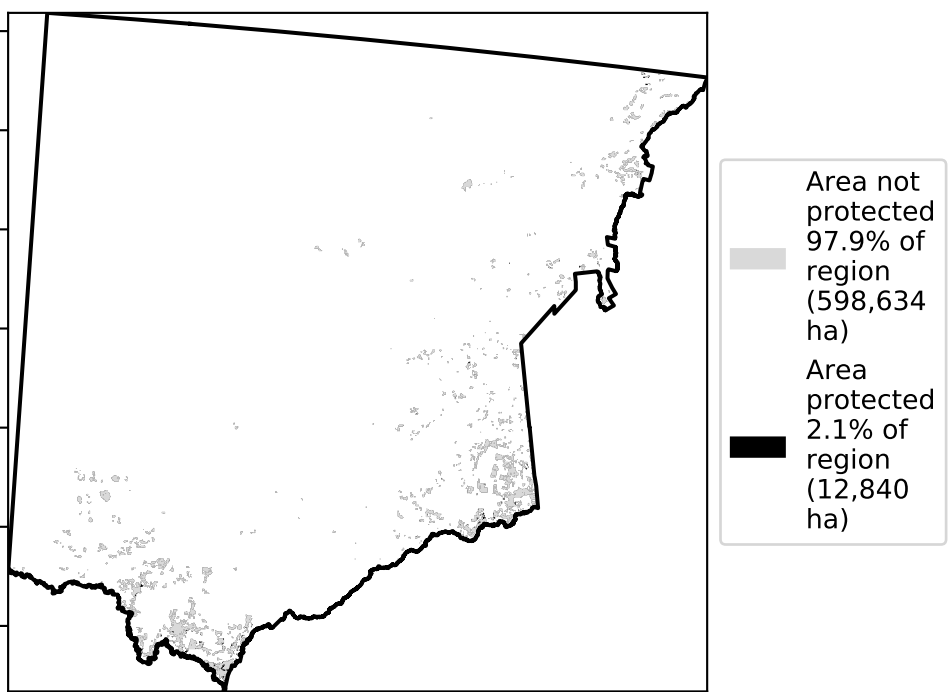 Area not
protected
97.9% of
region
(598,634
ha)
Area
protected
2.1% of
region
(12,840
ha)